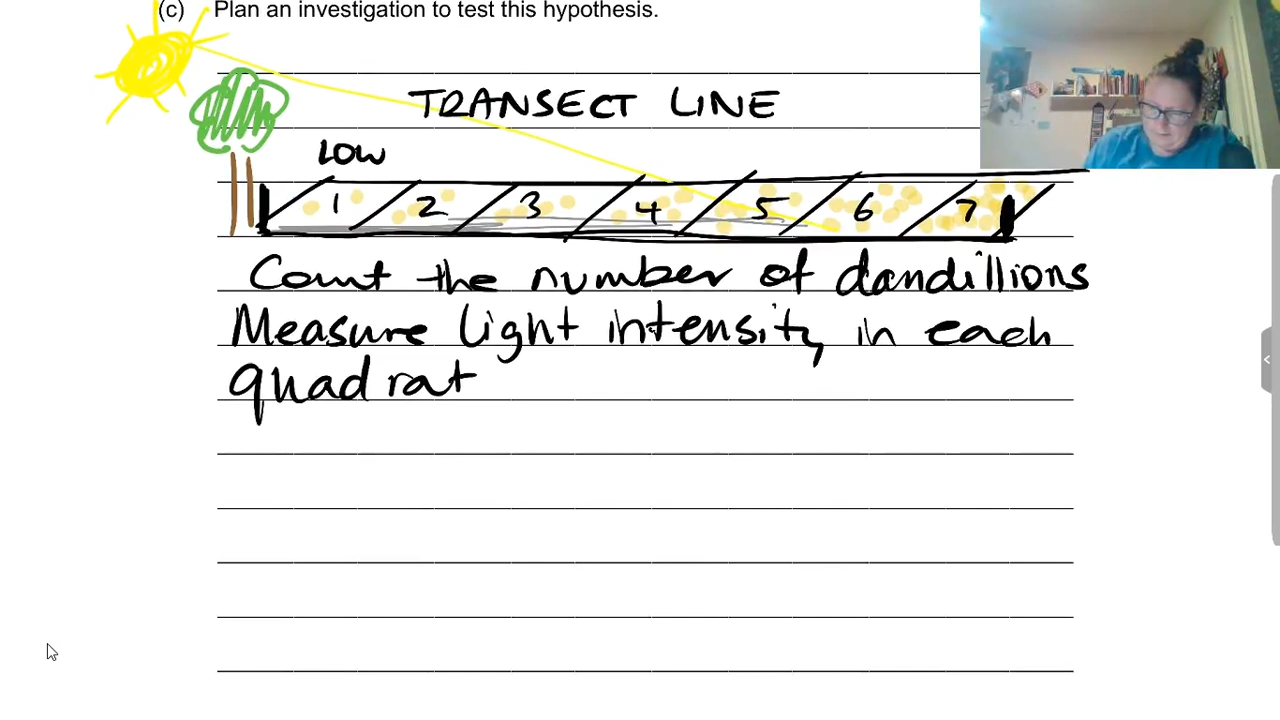 (c) Plan an investigation to test this hypothesis.
TRANSECT LINE
LOW
1 2 3 4 5 6 7
Count the number of dandillions
Measure light intensity in each
quadrat